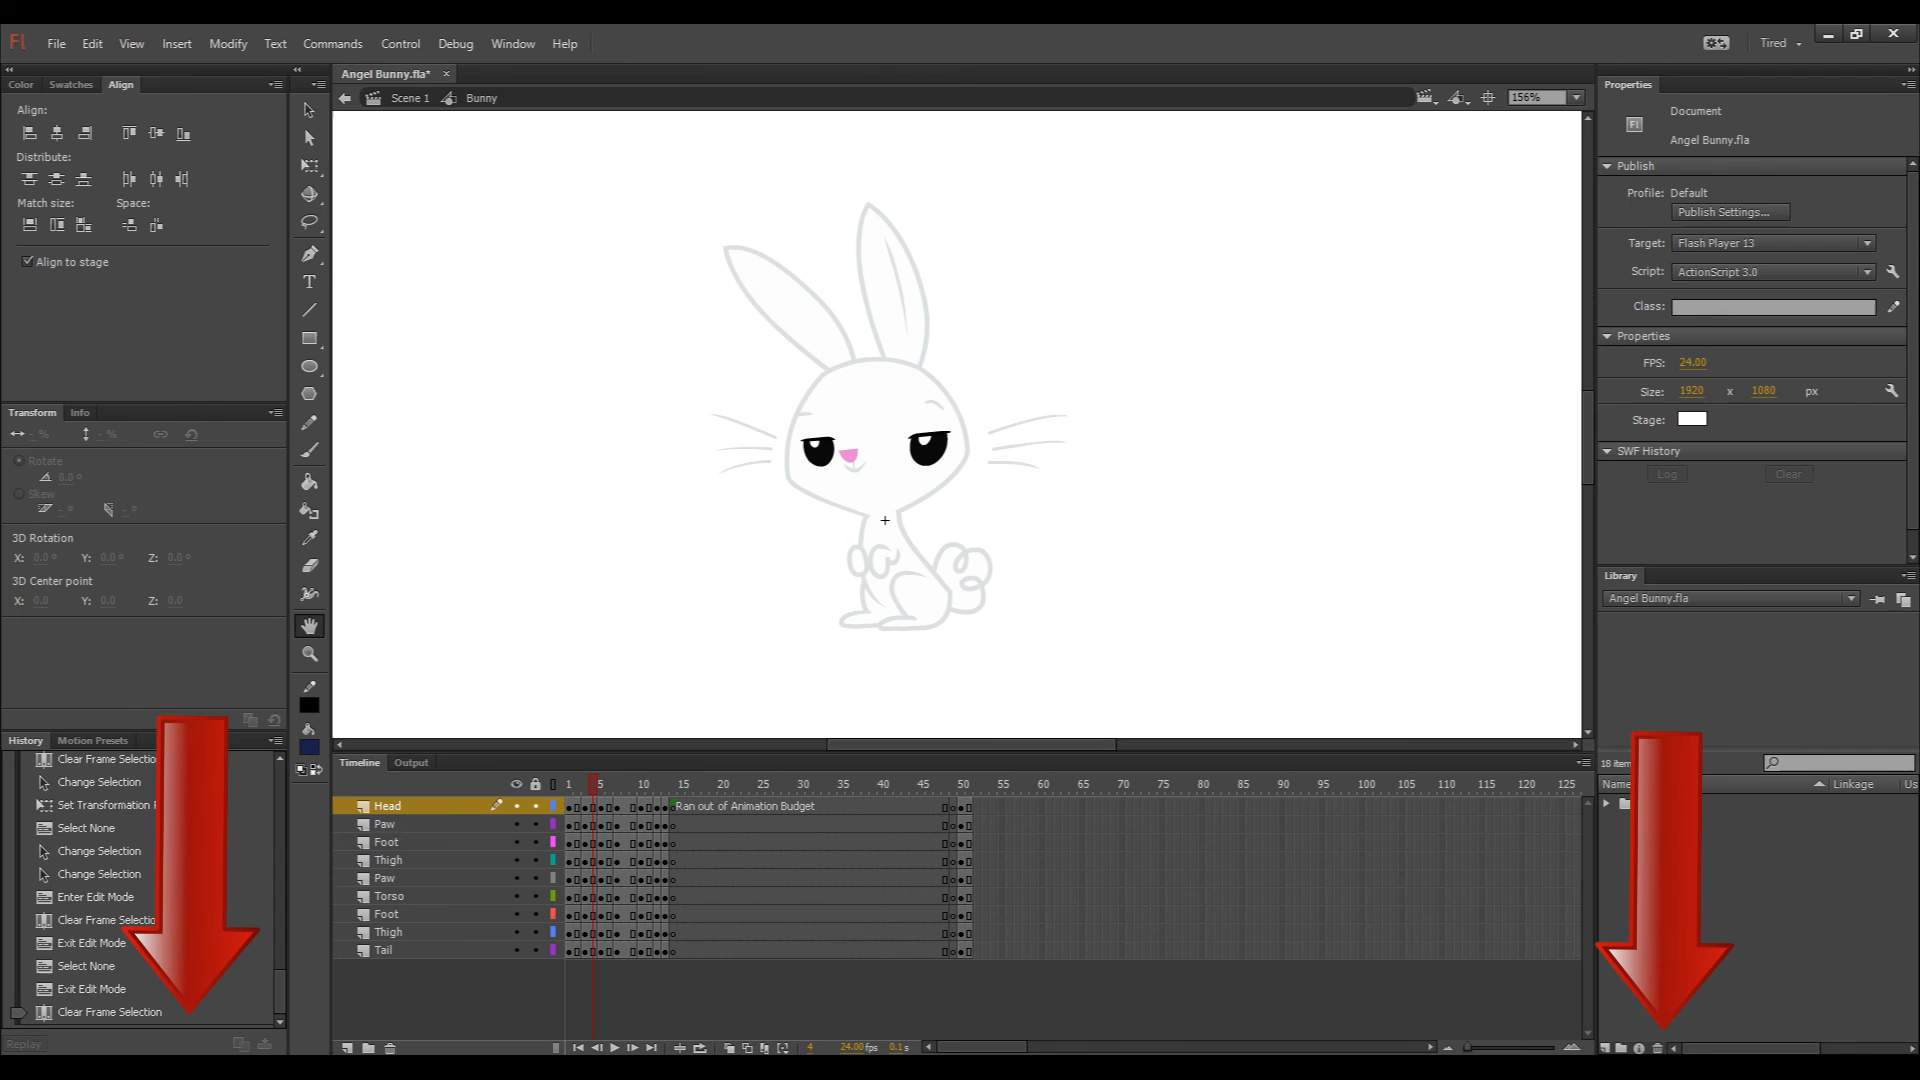 Fl File Edit View Insert Modify Text Commands Control Debug Window Help Tired
Color Swatches Align
Angel Bunny.fla*
Properties
Scene 1 Bunny 156%
Align:
Distribute:
Match size: Space:
Align to stage
Document
Fl
Angel Bunny.fla
Publish
Profile: Default
Publish Settings...
Target: Flash Player 13
Script: ActionScript 3.0
Class:
Properties
FPS: 24.00
Size: 1920 x 1080 px
Stage:
SWF History
Log Clear
Transform Info
- % - %
Rotate
0.0°
Skew
-° -°
3D Rotation
X: 0.0° Y: 0.0° Z: 0.0°
3D Center point
X: 0.0 Y: 0.0 Z: 0.0
Library
Angel Bunny.fla
18 item
Name Linkage Us
History Motion Presets
Clear Frame Selectio
Change Selection
Set Transformation
Select None
Change Selection
Change Selection
Enter Edit Mode
Clear Frame Selectio
Exit Edit Mode
Select None
Exit Edit Mode
Clear Frame Selection
Replay
Timeline Output
1 5 10 15 20 25 30 35 40 45 50 55 60 65 70 75 80 85 90 95 100 105 110 115 120 125
Head Ran out of Animation Budget
Paw
Foot
Thigh
Paw
Torso
Foot
Thigh
Tail
4 24.00 fps 0.1 s